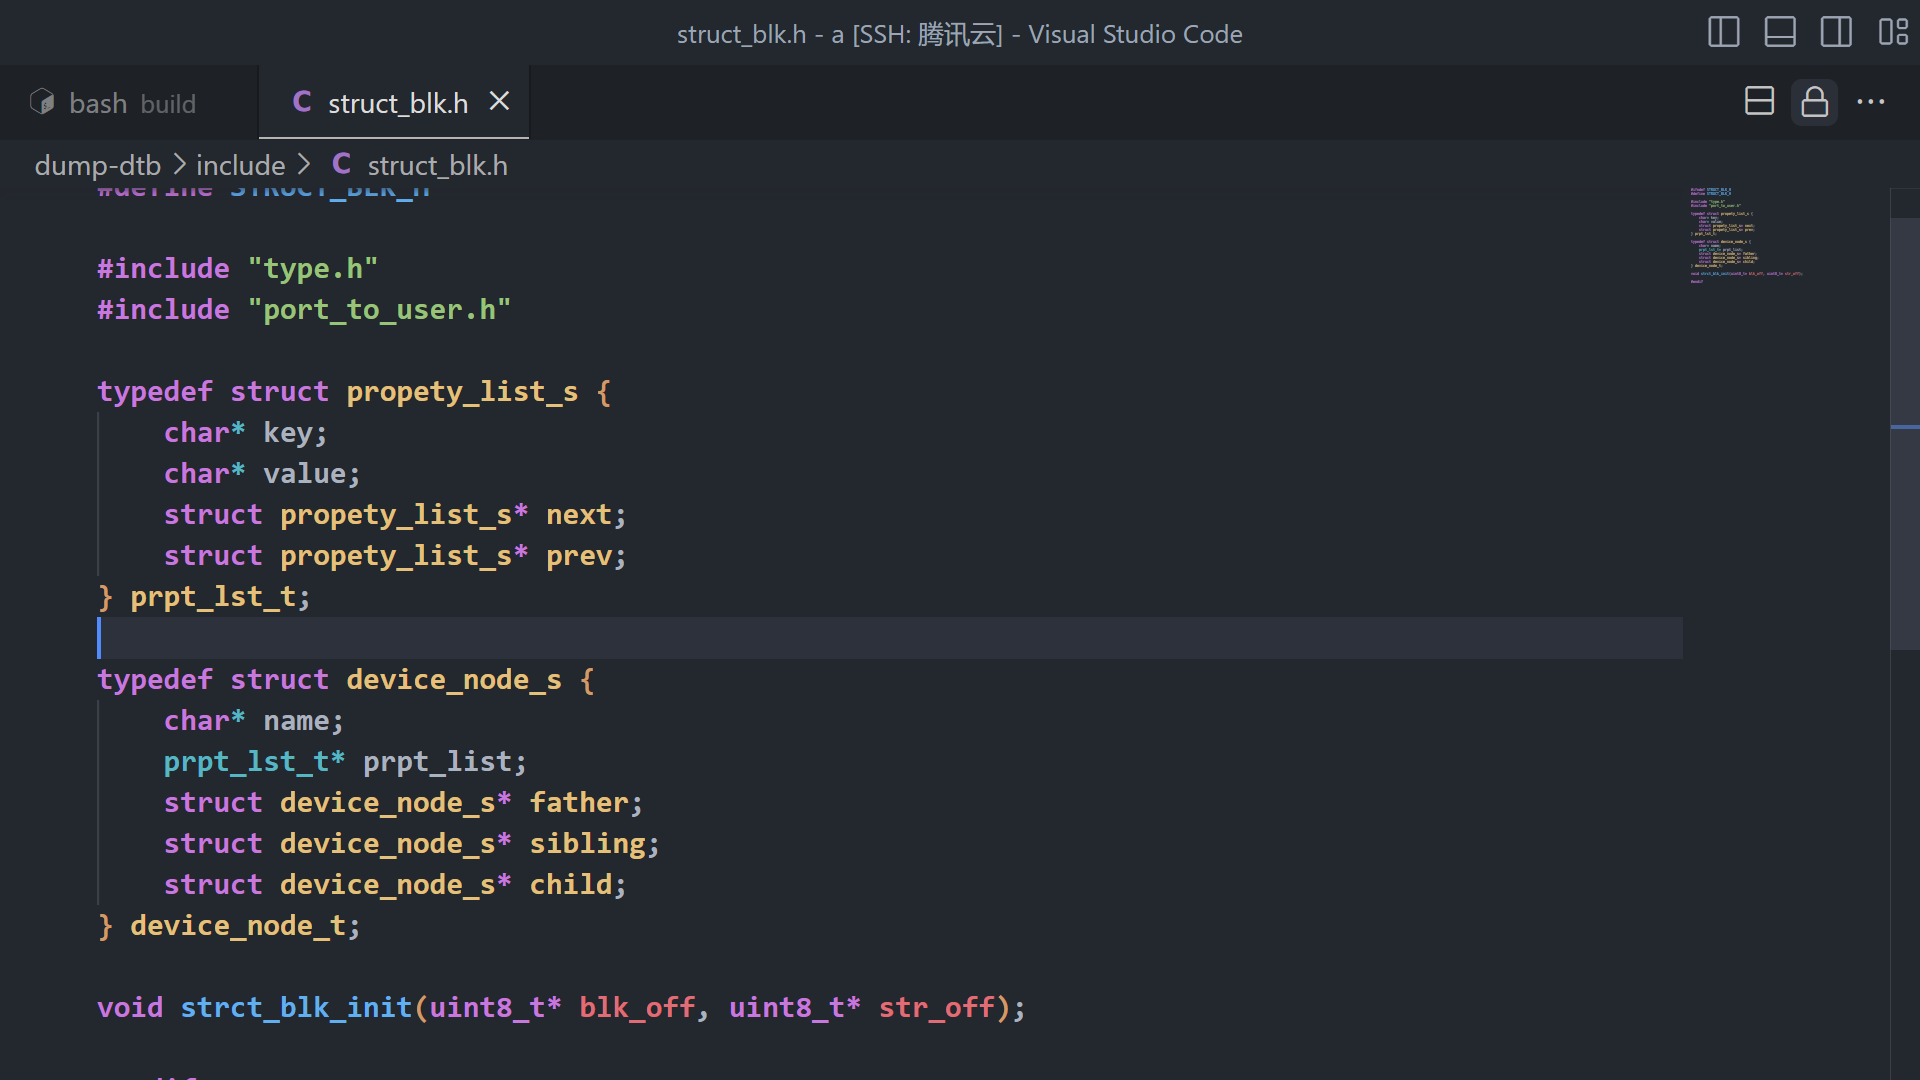 struct_blk.h - a [SSH: 腾讯云] - Visual Studio Code
bash build
C struct_blk.h
dump-dtb > include > C struct_blk.h
#define STRUCT_BLK_H
#include "type.h"
#include "port_to_user.h"
typedef struct propety_list_s {
char* key;
char* value;
struct propety_list_s* next;
struct propety_list_s* prev;
} prpt_lst_t;
typedef struct device_node_s {
char* name;
prpt_lst_t* prpt_list;
struct device_node_s* father;
struct device_node_s* sibling;
struct device_node_s* child;
} device_node_t;
void strct_blk_init(uint8_t* blk_off, uint8_t* str_off);